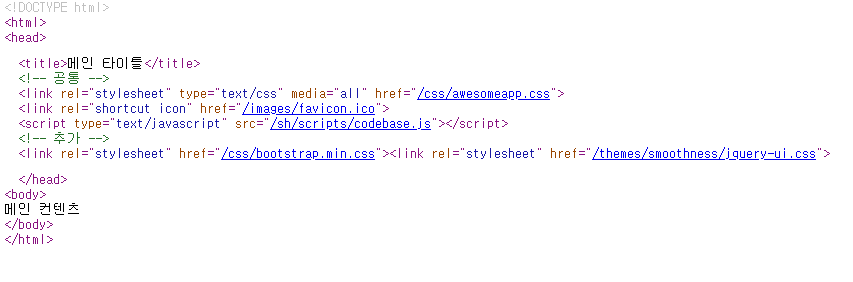 <!DOCTYPE html>
<html>
<head>
<title>메인 타이틀</title>
<!-- 공통 -->
<link rel="stylesheet" type="text/css" media="all" href="/css/awesomeapp.css">
<link rel="shortcut icon" href="/images/favicon.ico">
<script type="text/javascript" src="/sh/scripts/codebase.js"></script>
<!-- 추가 -->
<link rel="stylesheet" href="/css/bootstrap.min.css"><link rel="stylesheet" href="/themes/smoothness/jquery-ui.css">
</head>
<body>
메인 컨텐츠
</body>
</html>